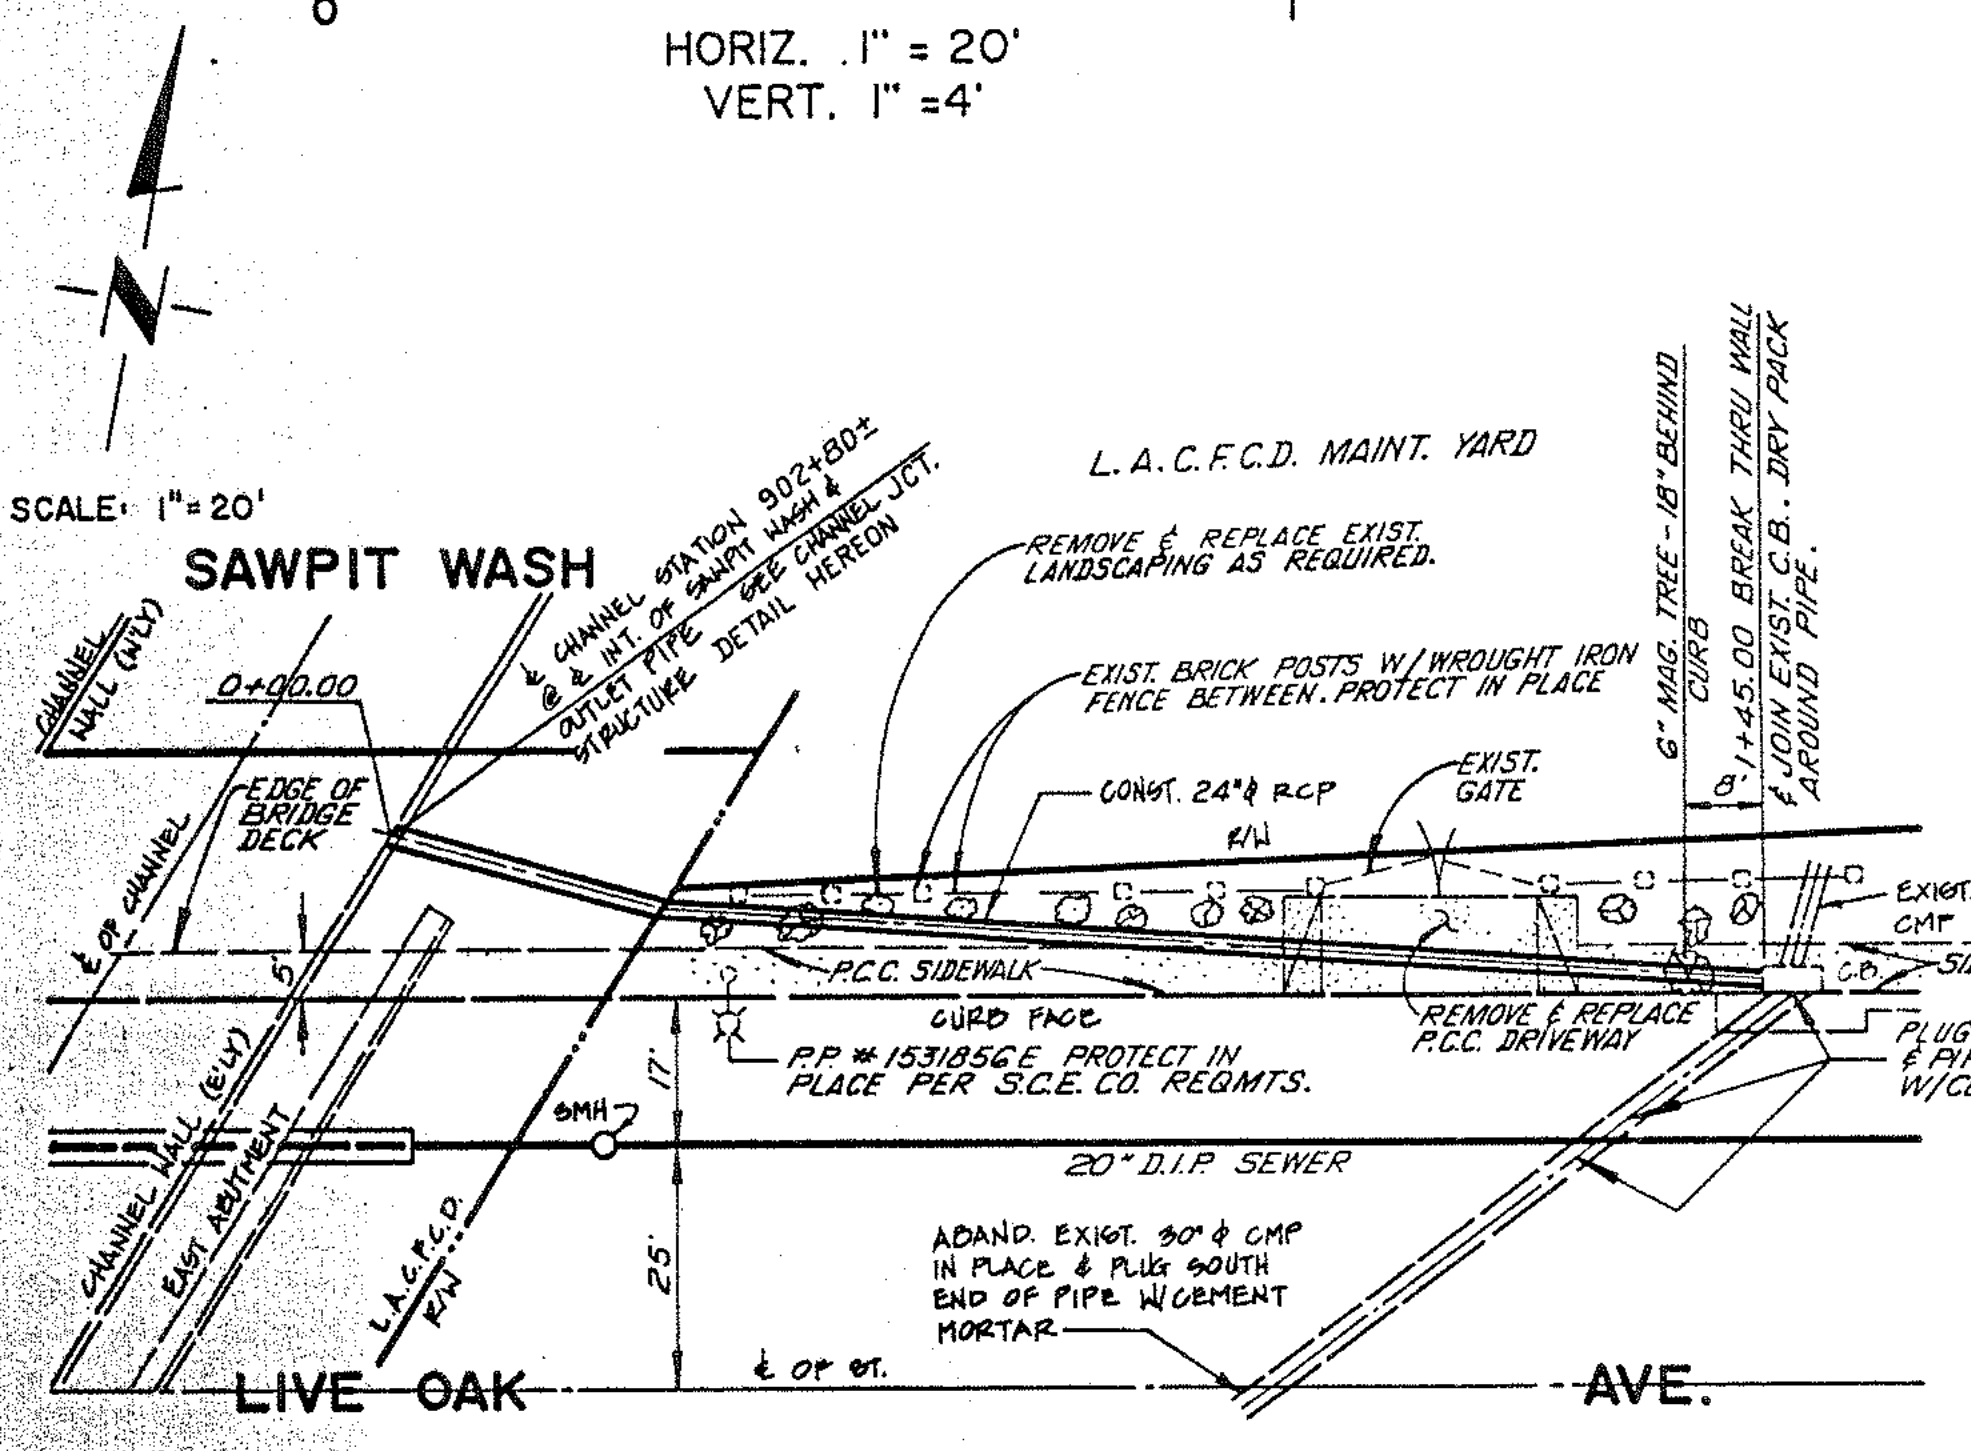 HORIZ. 1" = 20'
VERT. 1" =4'
N
SCALE: 1"=20'
SAWPIT WASH
CHANNEL
WALL (W'LY)
0+00.00
℄ CHANNEL STATION 902+80±
@ ℄ INT. OF SAWPIT WASH &
OUTLET PIPE SEE CHANNEL JCT.
STRUCTURE DETAIL HEREON
L.A.C.F.C.D. MAINT. YARD
REMOVE & REPLACE EXIST.
LANDSCAPING AS REQUIRED.
EXIST. BRICK POSTS W/WROUGHT IRON
FENCE BETWEEN. PROTECT IN PLACE
6" MAG. TREE-18" BEHIND
CURB
8'
1+45.00 BREAK THRU WALL
& JOIN EXIST. C.B.. DRY PACK
AROUND PIPE.
EDGE OF
BRIDGE
DECK
℄ OF CHANNEL
CONST. 24"ϕ RCP
EXIST.
GATE
R/W
EXIST.
CMP
5'
P.C.C. SIDEWALK
C.B.
CURB FACE
REMOVE & REPLACE
P.C.C. DRIVEWAY
PLUG
& PI
W/C
P.P. # 1531856E PROTECT IN
PLACE PER S.C.E. CO. REQMTS.
17'
SMH
CHANNEL WALL (E'LY)
EAST ABUTMENT
20" D.I.P. SEWER
L.A.C.F.C.D.
R/W
25'
ABAND. EXIST. 30"ϕ CMP
IN PLACE & PLUG SOUTH
END OF PIPE W/CEMENT
MORTAR
℄ OF ST.
LIVE OAK AVE.